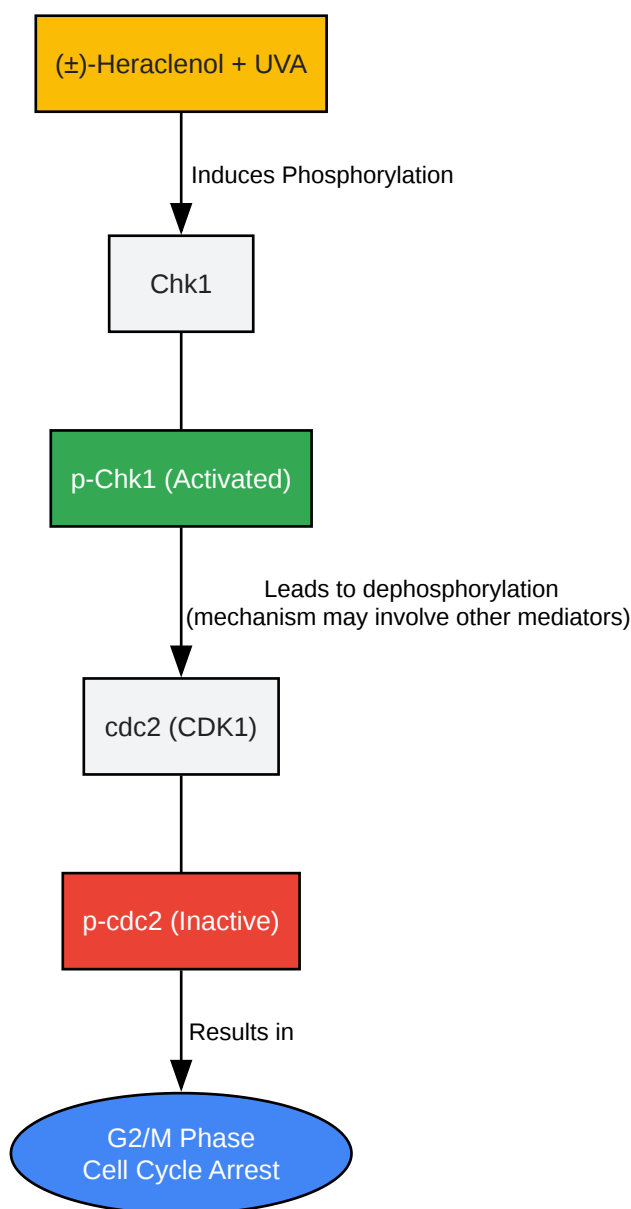 (±)-Heraclenol + UVA
Induces Phosphorylation
Chk1
p-Chk1 (Activated)
Leads to dephosphorylation
(mechanism may involve other mediators)
cdc2 (CDK1)
p-cdc2 (Inactive)
Results in
G2/M Phase
Cell Cycle Arrest